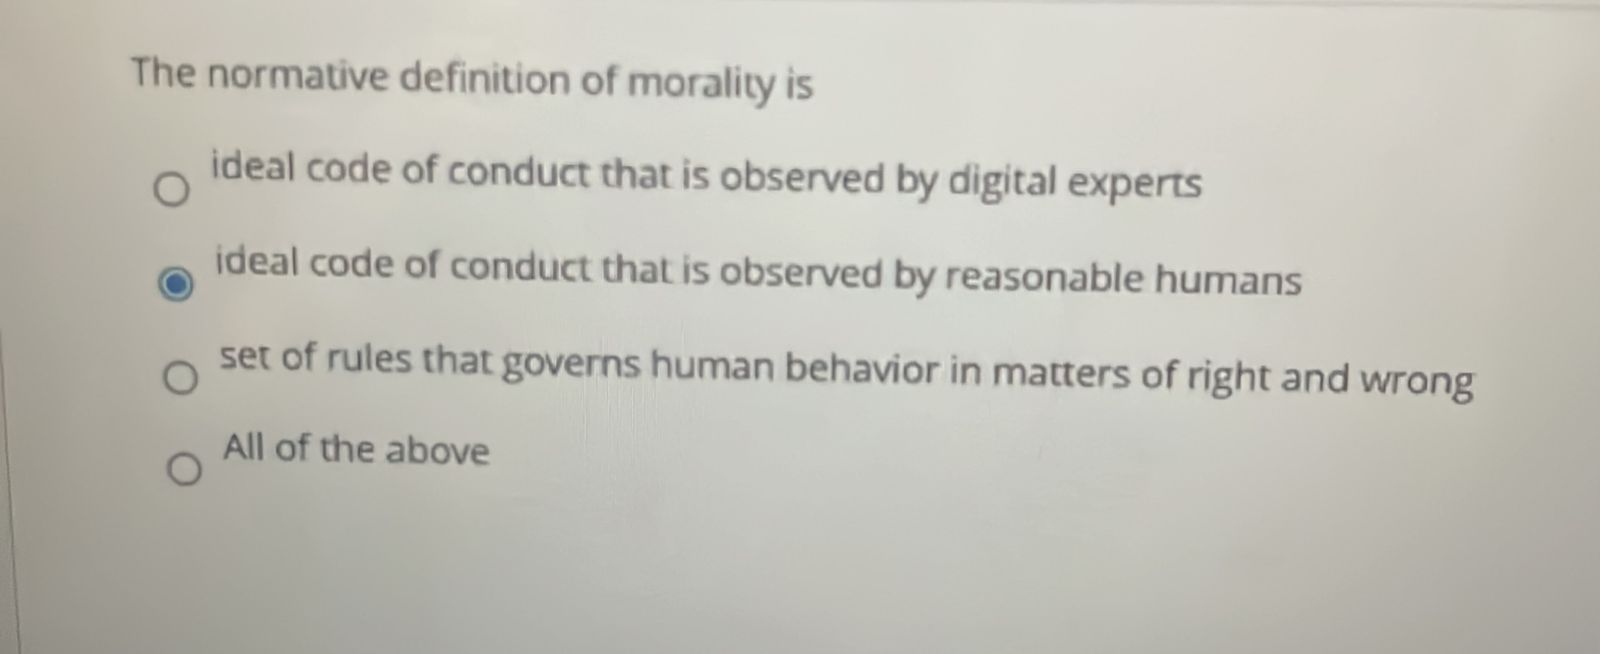 The normative definition of morality is
ideal code of conduct that is observed by digital experts
ideal code of conduct that is observed by reasonable humans
set of rules that governs human behavior in matters of right and wrong
All of the above